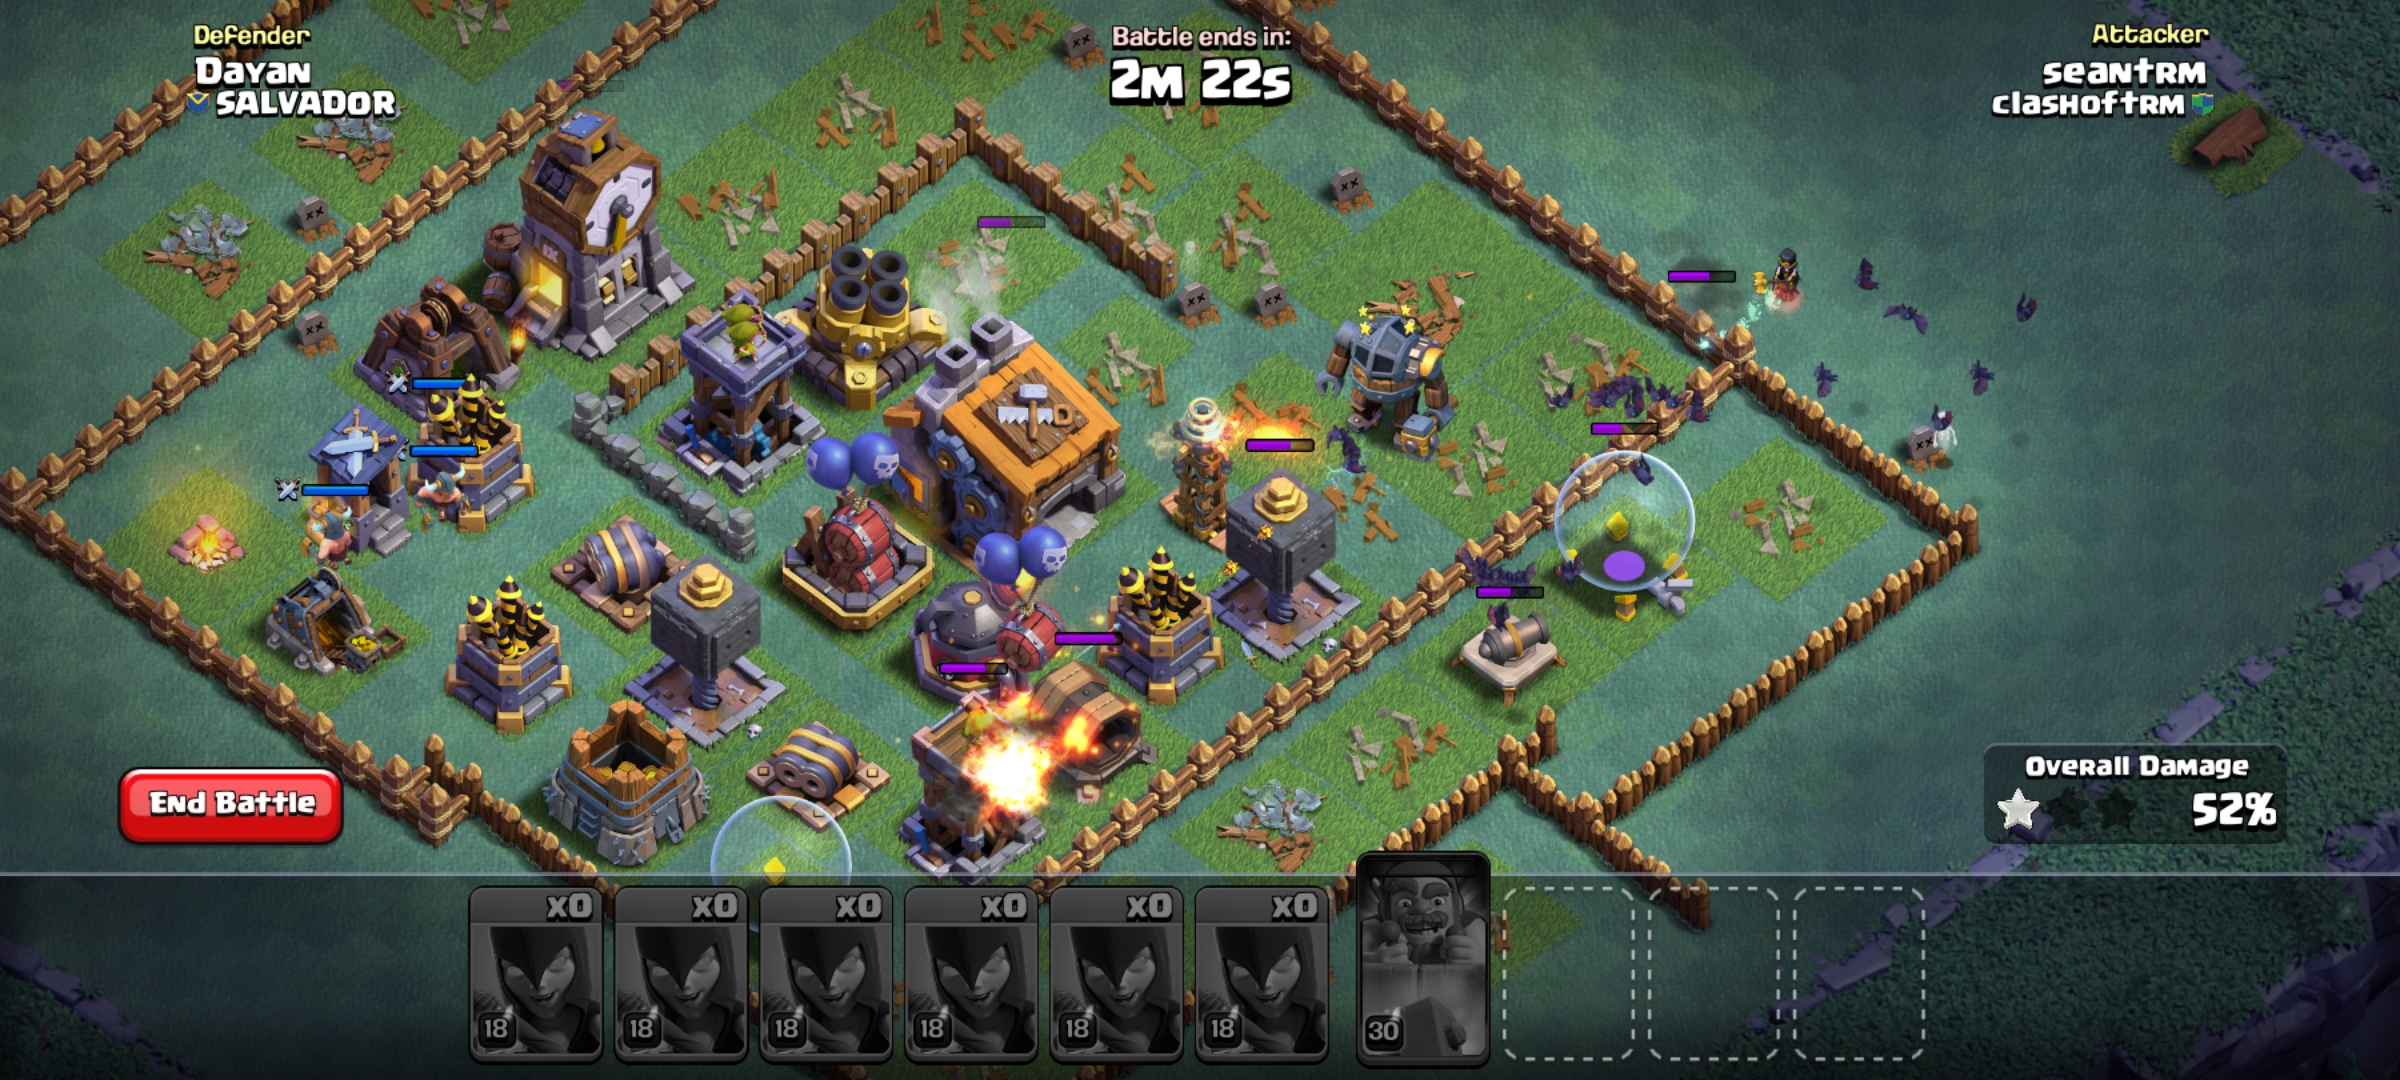 Defender
Dayan
SALVADOR
Battle ends in:
2M 22s
Attacker
seantRM
clashoftRM
End Battle
Overall Damage
52%
x0
x0
x0
x0
x0
x0
18
18
18
18
18
18
30